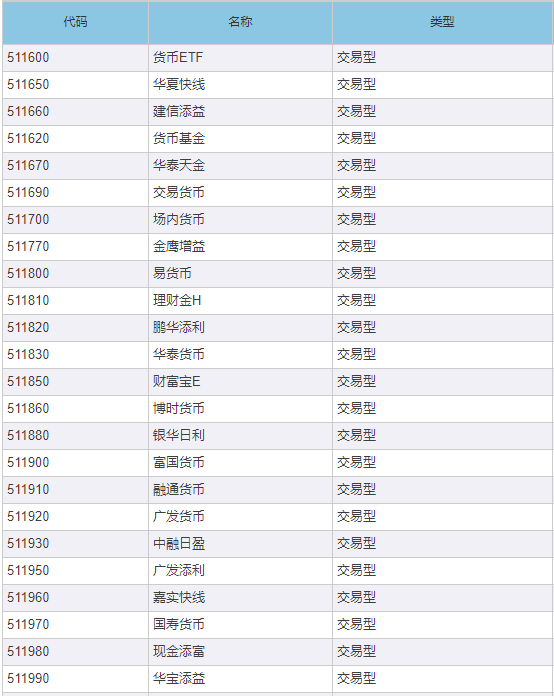 代码 名称 类型
511600 货币ETF 交易型
511650 华夏快线 交易型
511660 建信添益 交易型
511620 货币基金 交易型
511670 华泰天金 交易型
511690 交易货币 交易型
511700 场内货币 交易型
511770 金鹰增益 交易型
511800 易货币 交易型
511810 理财金H 交易型
511820 鹏华添利 交易型
511830 华泰货币 交易型
511850 财富宝E 交易型
511860 博时货币 交易型
511880 银华日利 交易型
511900 富国货币 交易型
511910 融通货币 交易型
511920 广发货币 交易型
511930 中融日盈 交易型
511950 广发添利 交易型
511960 嘉实快线 交易型
511970 国寿货币 交易型
511980 现金添富 交易型
511990 华宝添益 交易型